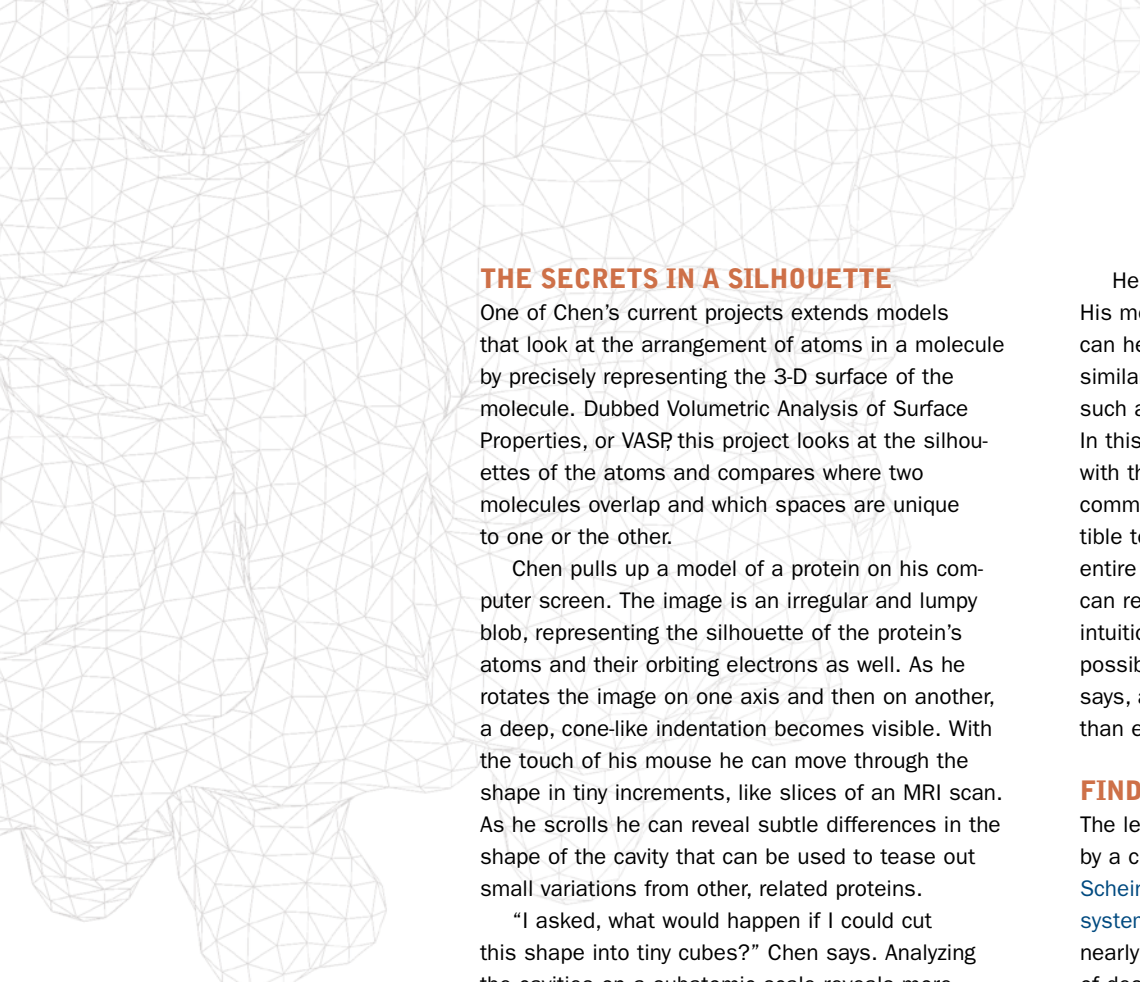 THE SECRETS IN A SILHOUETTE
One of Chen’s current projects extends models
that look at the arrangement of atoms in a molecule
by precisely representing the 3-D surface of the
molecule. Dubbed Volumetric Analysis of Surface
Properties, or VASP, this project looks at the silhou-
ettes of the atoms and compares where two
molecules overlap and which spaces are unique
to one or the other.
Chen pulls up a model of a protein on his com-
puter screen. The image is an irregular and lumpy
blob, representing the silhouette of the protein’s
atoms and their orbiting electrons as well. As he
rotates the image on one axis and then on another,
a deep, cone-like indentation becomes visible. With
the touch of his mouse he can move through the
shape in tiny increments, like slices of an MRI scan.
As he scrolls he can reveal subtle differences in the
shape of the cavity that can be used to tease out
small variations from other, related proteins.
“I asked, what would happen if I could cut
this shape into tiny cubes?” Chen says. Analyzing
the cavities on a subatomic scale reveals more
He
His
can
such
In this
with
entire
can
says,
than
FIND
The
by a
nearly